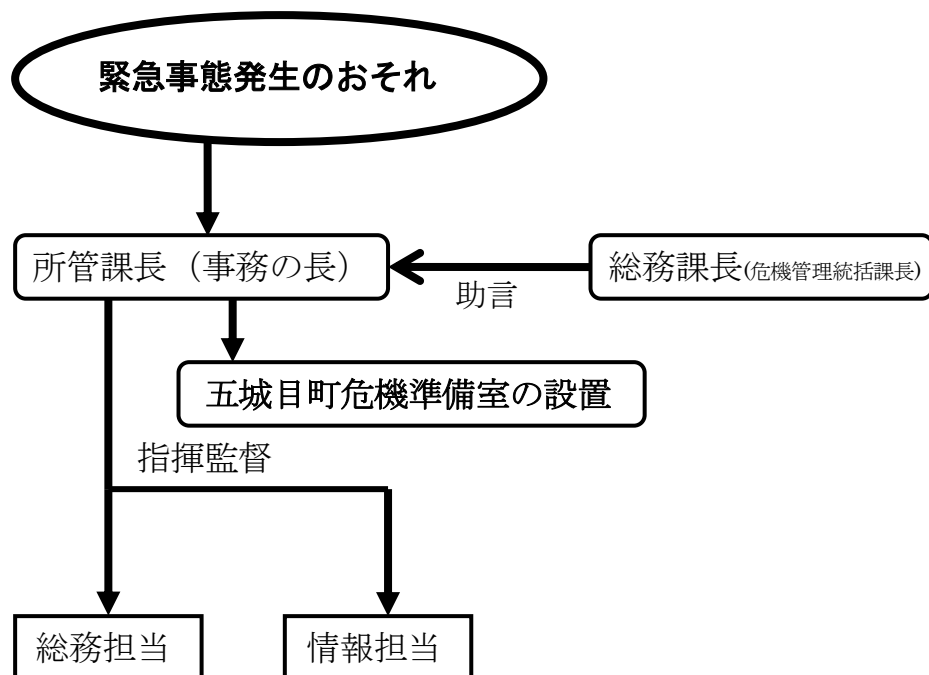 緊急事態発生のおそれ
所管課長（事務の長）
総務課長(危機管理統括課長)
助言
五城目町危機準備室の設置
指揮監督
総務担当
情報担当